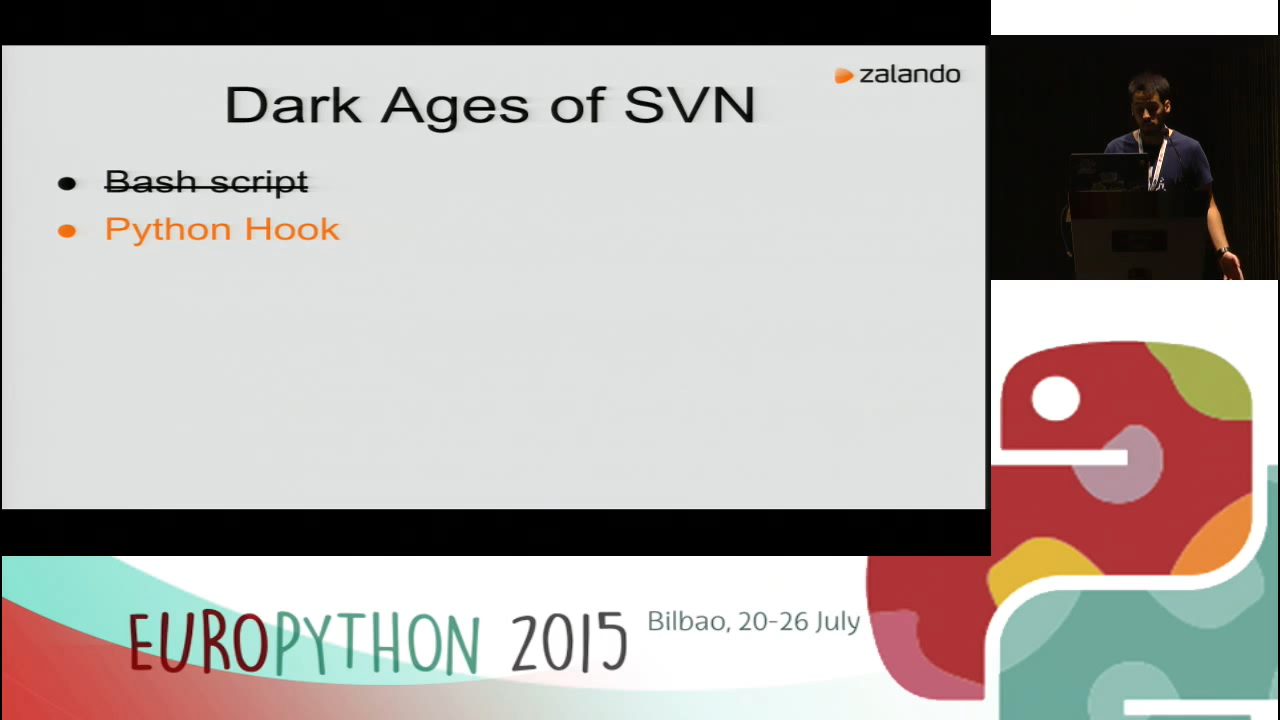 zalando
Dark Ages of SVN
Bash script
Python Hook
EUROPYTHON 2015 Bilbao, 20-26 July